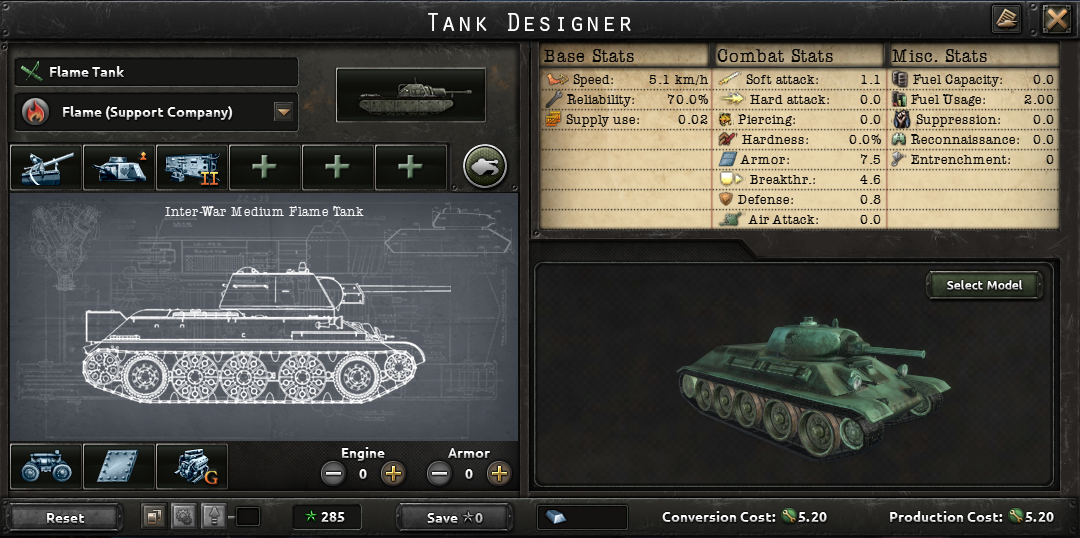 Tank Designer
Flame Tank
Flame (Support Company)
II
Inter-War Medium Flame Tank
G
Engine
0
Armor
0
Base Stats
Speed: 5.1 km/h
Reliability: 70.0%
Supply use: 0.02
Combat Stats
Soft attack: 1.1
Hard attack: 0.0
Piercing: 0.0
Hardness: 0.0%
Armor: 7.5
Breakthr.: 4.6
Defense: 0.8
Air Attack: 0.0
Misc. Stats
Fuel Capacity: 0.0
Fuel Usage: 2.00
Suppression: 0.0
Reconnaissance: 0.0
Entrenchment: 0
Select Model
Reset
285
Save 0
Conversion Cost: 5.20
Production Cost: 5.20